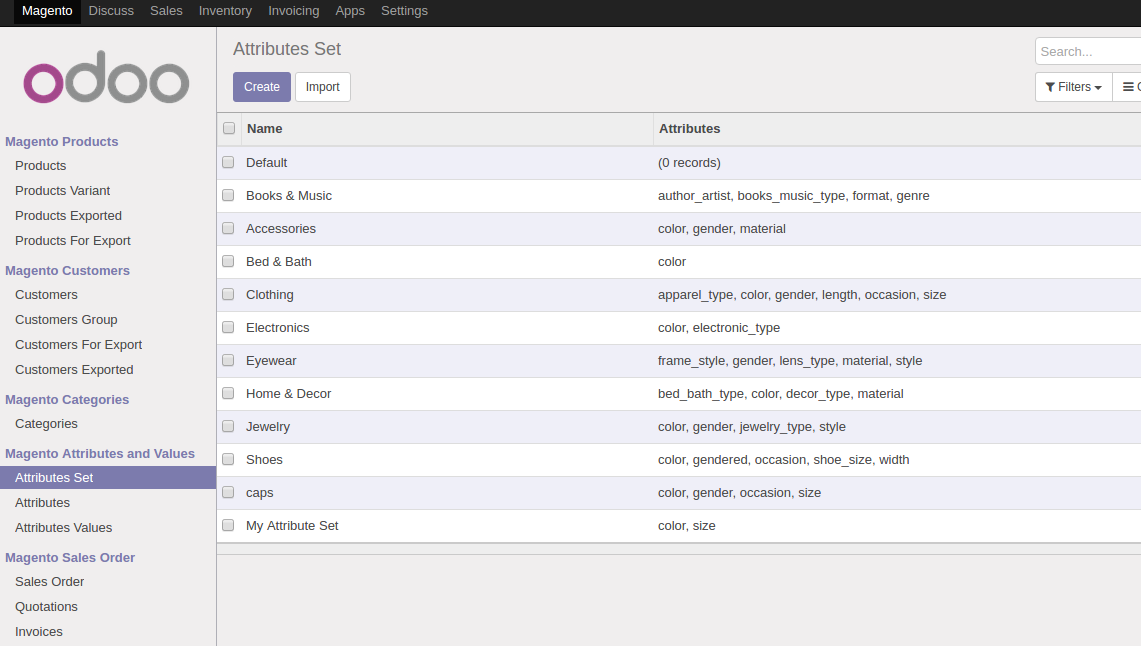 Magento Discuss Sales Inventory Invoicing Apps Settings
odoo
Magento Products
Products
Products Variant
Products Exported
Products For Export
Magento Customers
Customers
Customers Group
Customers For Export
Customers Exported
Magento Categories
Categories
Magento Attributes and Values
Attributes Set
Attributes
Attributes Values
Magento Sales Order
Sales Order
Quotations
Invoices
Attributes Set
Search...
Create Import
Filters
Name Attributes
Default (0 records)
Books & Music author_artist, books_music_type, format, genre
Accessories color, gender, material
Bed & Bath color
Clothing apparel_type, color, gender, length, occasion, size
Electronics color, electronic_type
Eyewear frame_style, gender, lens_type, material, style
Home & Decor bed_bath_type, color, decor_type, material
Jewelry color, gender, jewelry_type, style
Shoes color, gendered, occasion, shoe_size, width
caps color, gender, occasion, size
My Attribute Set color, size